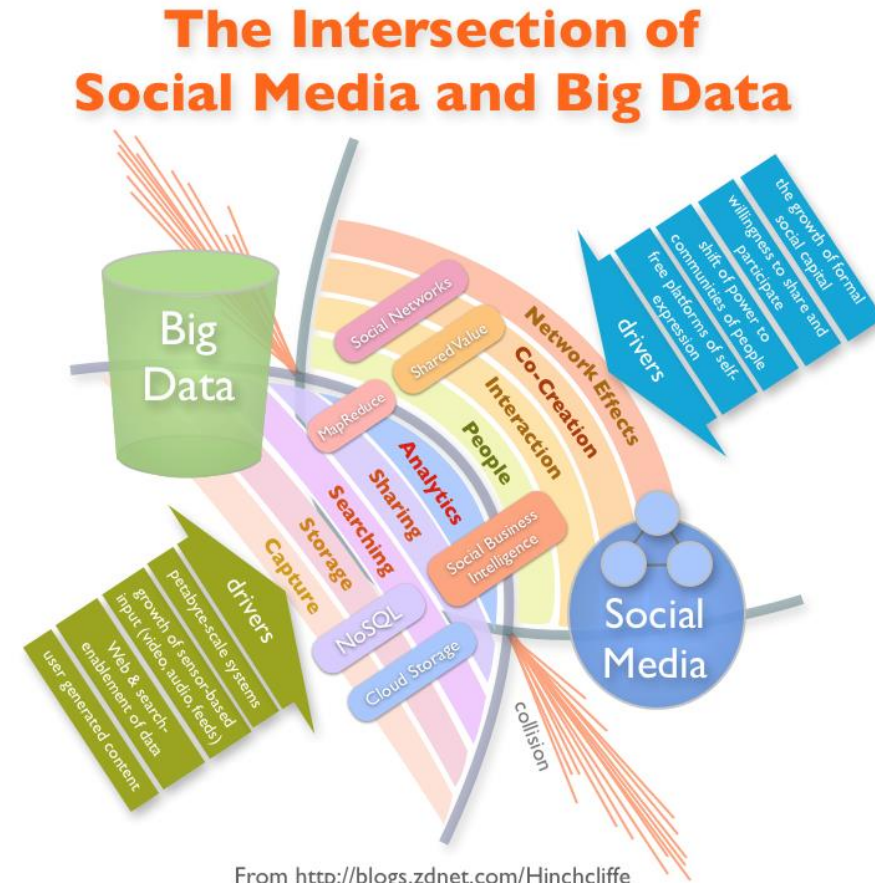 The Intersection of
Social Media and Big Data
Big
Data
Social Networks
Shared Value
MapReduce
Network Effects
Co-Creation
Interaction
People
Analytics
Sharing
Searching
Storage
Capture
Social Business
Intelligence
NoSQL
Cloud Storage
Social
Media
collision
drivers
free platforms of self-
expression
shift of power to
communities of people
willingness to share and
participate
the growth of formal
social capital
drivers
petabyte-scale systems
growth of sensor-based
input (video, audio, feeds)
Web & search-
enablement of data
user generated content
From http://blogs.zdnet.com/Hinchcliffe